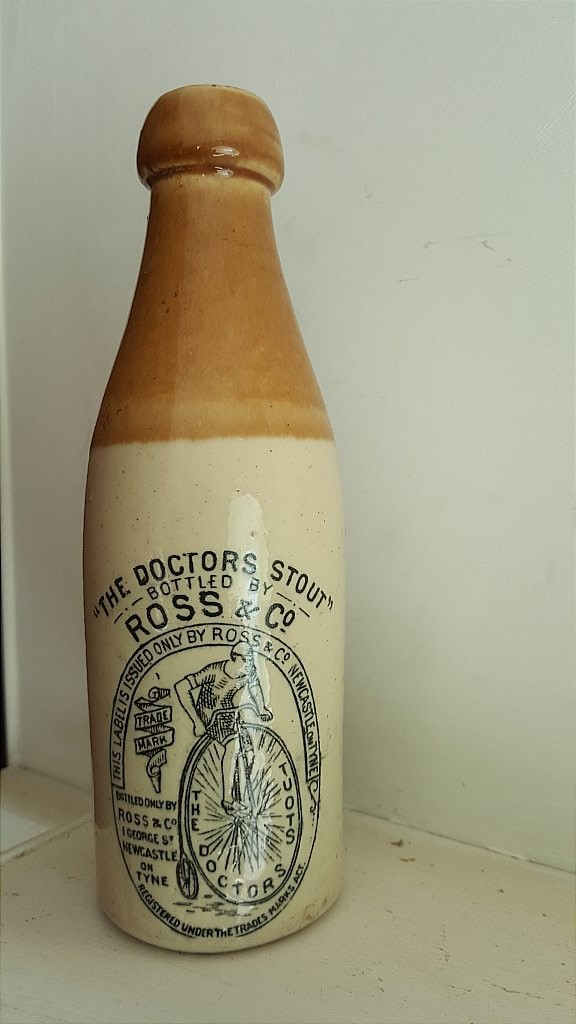 "THE DOCTORS STOUT"
BOTTLED BY
ROSS & Co
THIS LABEL IS ISSUED ONLY BY ROSS & Co NEWCASTLE ON TYNE
TRADE
MARK
BOTTLED ONLY BY
ROSS & Co
1 GEORGE ST
NEWCASTLE
ON
TYNE
THE DOCTORS STOUT
REGISTERED UNDER THE TRADES MARKS ACT.